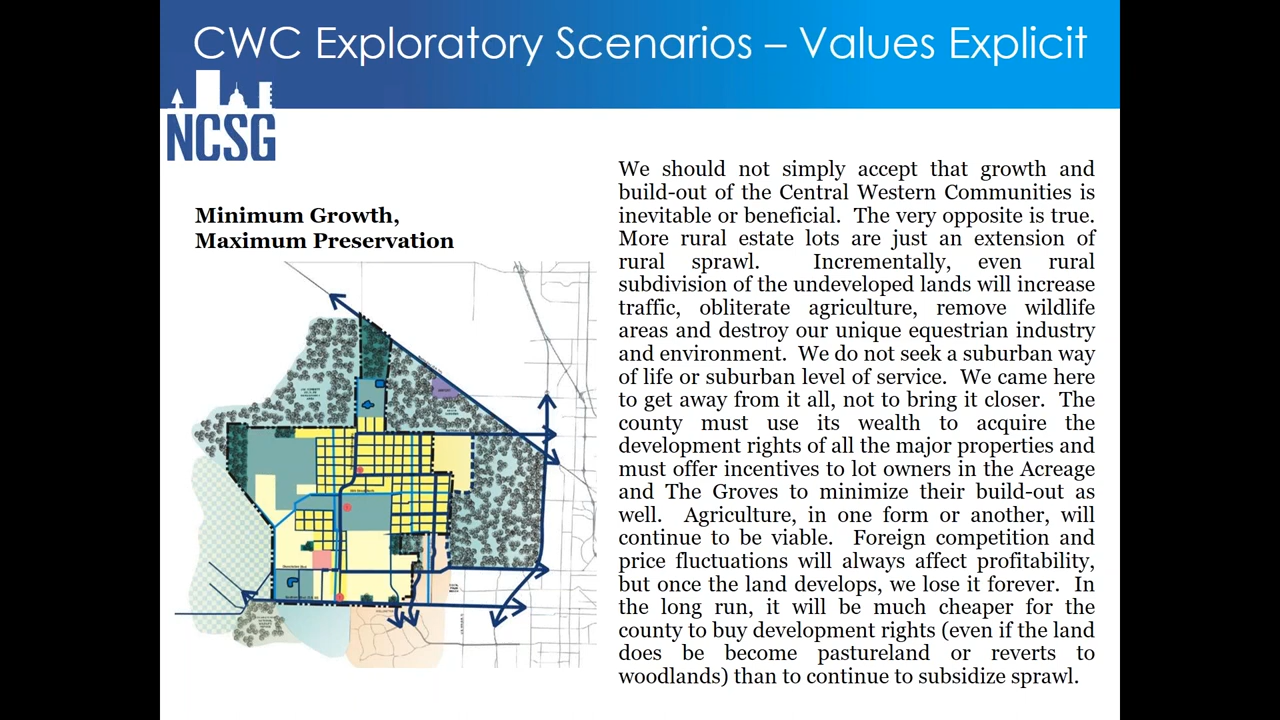 CWC Exploratory Scenarios – Values Explicit
NCSG
Minimum Growth,
Maximum Preservation
We should not simply accept that growth and
build-out of the Central Western Communities is
inevitable or beneficial. The very opposite is true.
More rural estate lots are just an extension of
rural sprawl. Incrementally, even rural
subdivision of the undeveloped lands will increase
traffic, obliterate agriculture, remove wildlife
areas and destroy our unique equestrian industry
and environment. We do not seek a suburban way
of life or suburban level of service. We came here
to get away from it all, not to bring it closer. The
county must use its wealth to acquire the
development rights of all the major properties and
must offer incentives to lot owners in the Acreage
and The Groves to minimize their build-out as
well. Agriculture, in one form or another, will
continue to be viable. Foreign competition and
price fluctuations will always affect profitability,
but once the land develops, we lose it forever. In
the long run, it will be much cheaper for the
county to buy development rights (even if the land
does be become pastureland or reverts to
woodlands) than to continue to subsidize sprawl.